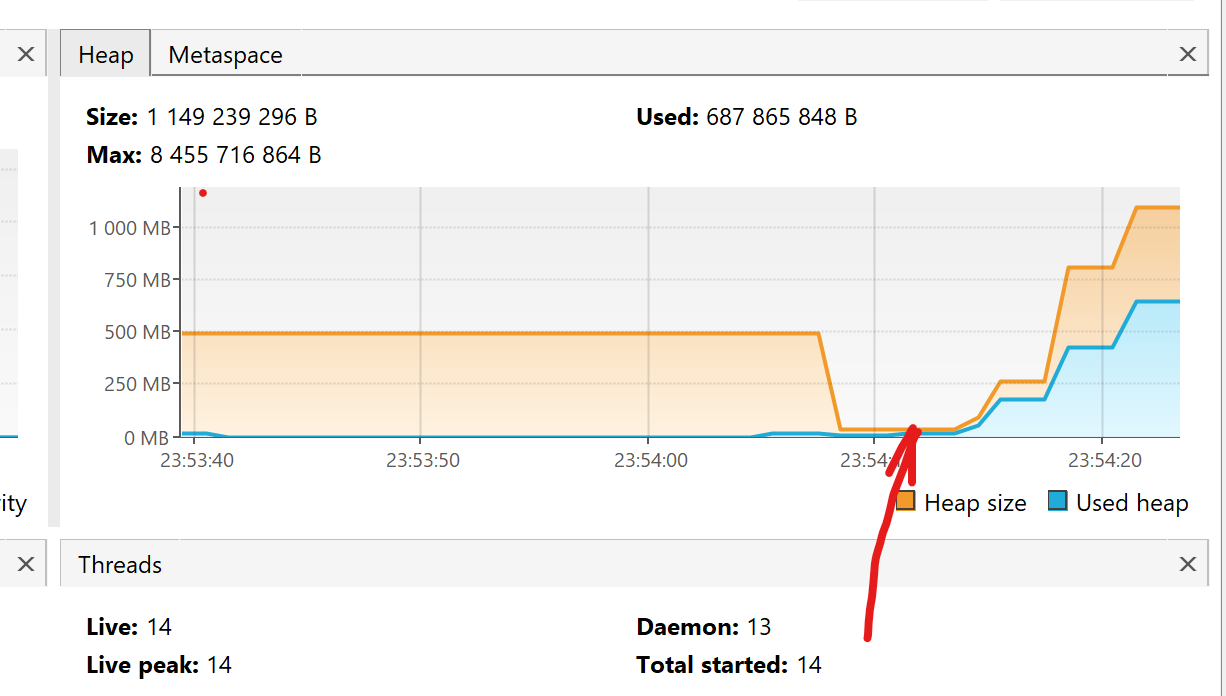 Heap Metaspace
Size: 1 149 239 296 B Used: 687 865 848 B
Max: 8 455 716 864 B
1 000 MB
750 MB
500 MB
250 MB
0 MB
23:53:40 23:53:50 23:54:00 23:54:1 23:54:20
ity
Heap size Used heap
Threads
Live: 14 Daemon: 13
Live peak: 14 Total started: 14